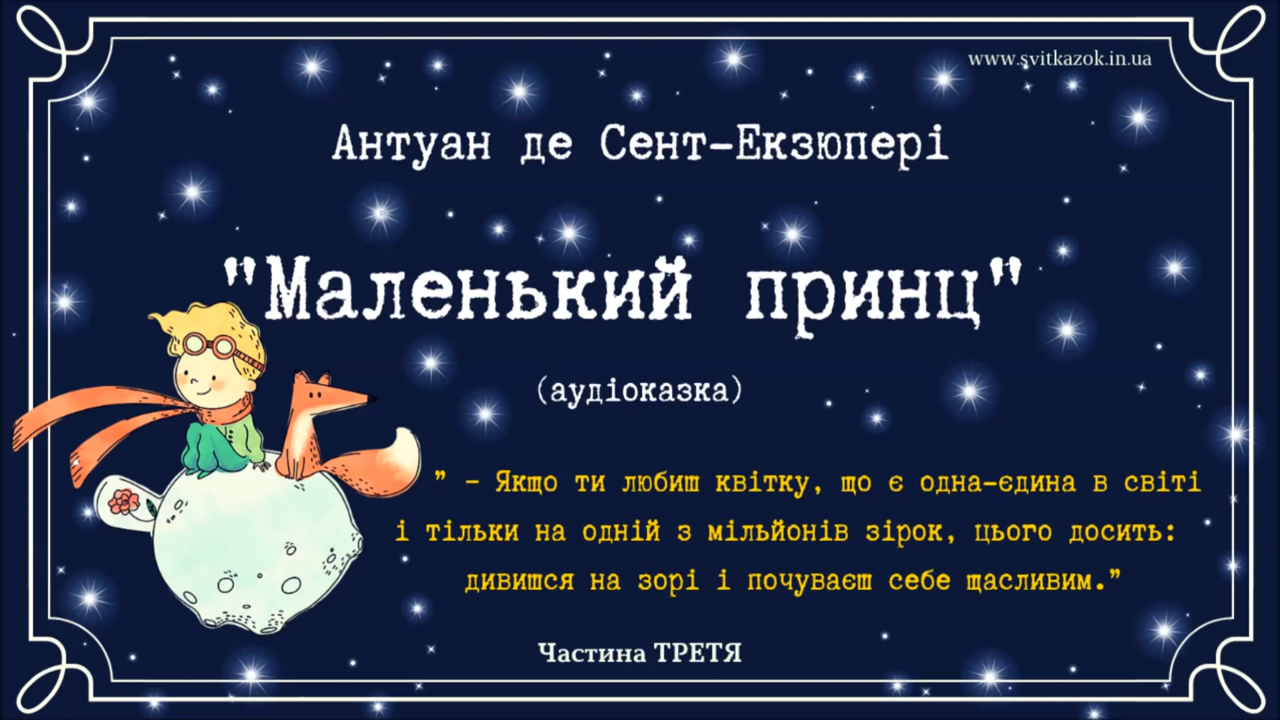 www.svitkazok.in.ua
Антуан де Сент-Екзюпері
"Маленький принц"
(аудіоказка)
" - Якщо ти любиш квітку, що є одна-єдина в світі
і тільки на одній з мільйонів зірок, цього досить:
дивишся на зорі і почуваєш себе щасливим."
Частина ТРЕТЯ